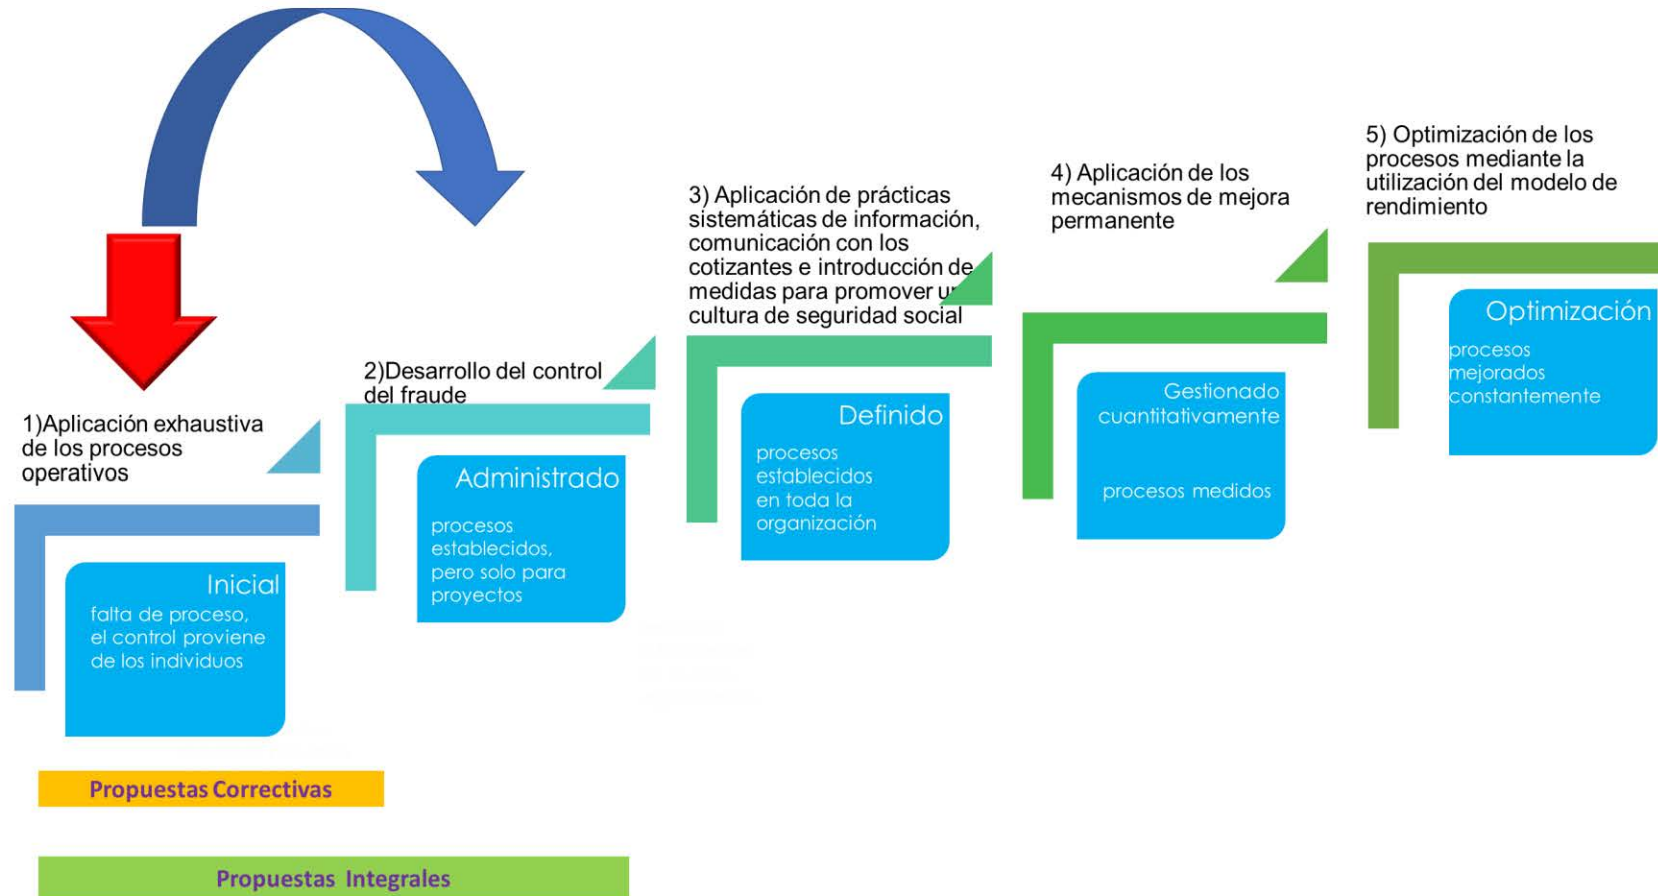 1)Aplicación exhaustiva
de los procesos
operativos
Inicial
falta de proceso,
el control proviene
de los individuos
2)Desarrollo del control
del fraude
Administrado
procesos
establecidos,
pero solo para
proyectos
3) Aplicación de prácticas
sistemáticas de información,
comunicación con los
cotizantes e introducción de
medidas para promover
cultura de seguridad social
Definido
procesos
establecidos
en toda la
organización
4) Aplicación de los
mecanismos de mejora
permanente
Gestionado
cuantitativamente
procesos medidos
5) Optimización de los
procesos mediante la
utilización del modelo de
rendimiento
Optimización
procesos
mejorados
constantemente
Propuestas Correctivas
Propuestas Integrales